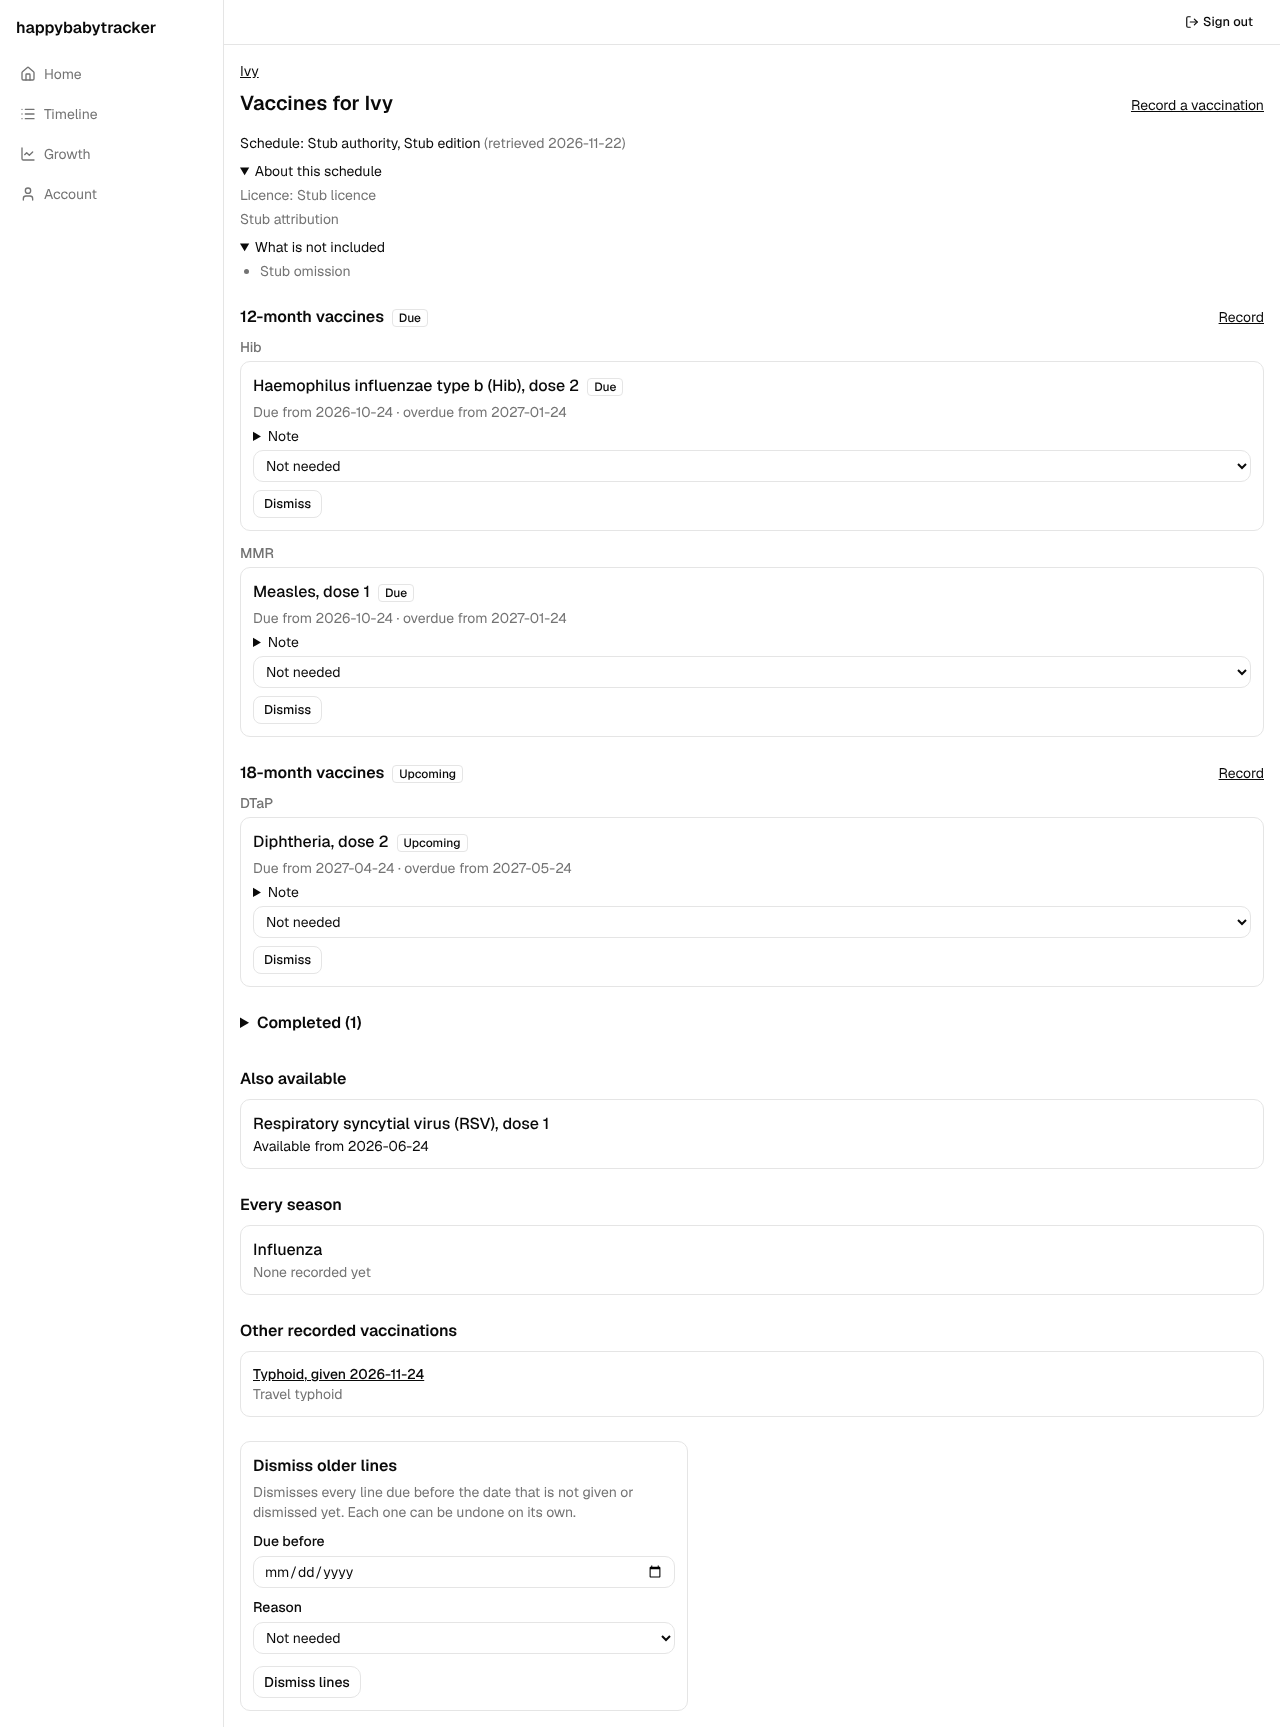 happybabytracker
Home
Timeline
Growth
Account
Sign out
Ivy
Vaccines for Ivy
Record a vaccination
Schedule: Stub authority, Stub edition (retrieved 2026-11-22)
About this schedule
Licence: Stub licence
Stub attribution
What is not included
Stub omission
12-month vaccines Due
Record
Hib
Haemophilus influenzae type b (Hib), dose 2 Due
Due from 2026-10-24 · overdue from 2027-01-24
Note
Not needed
Dismiss
MMR
Measles, dose 1 Due
Due from 2026-10-24 · overdue from 2027-01-24
Note
Not needed
Dismiss
18-month vaccines Upcoming
Record
DTaP
Diphtheria, dose 2 Upcoming
Due from 2027-04-24 · overdue from 2027-05-24
Note
Not needed
Dismiss
Completed (1)
Also available
Respiratory syncytial virus (RSV), dose 1
Available from 2026-06-24
Every season
Influenza
None recorded yet
Other recorded vaccinations
Typhoid, given 2026-11-24
Travel typhoid
Dismiss older lines
Dismisses every line due before the date that is not given or
dismissed yet. Each one can be undone on its own.
Due before
mm/dd/yyyy
Reason
Not needed
Dismiss lines